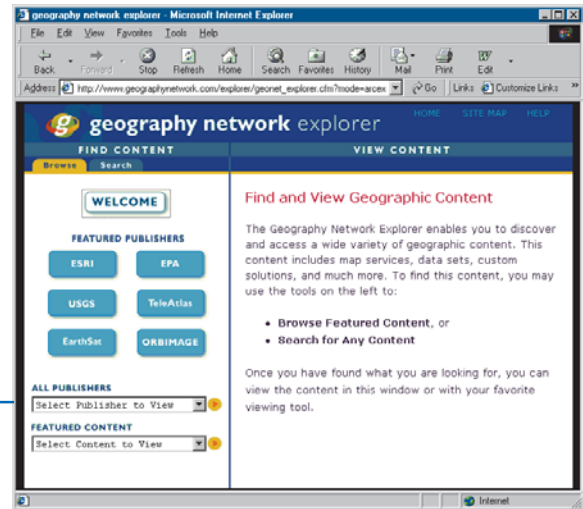 geography network explorer - Microsoft Internet Explorer
File Edit View Favorites Tools Help
Back Forward Stop Refresh Home Search Favorites History Mail Print Edit
Address http://www.geographynetwork.com/explorer/geonet_explorer.cfm?mode=arcex Go Links Customize Links »
geography network explorer
HOME SITE MAP HELP
FIND CONTENT
Browse Search
WELCOME
FEATURED PUBLISHERS
ESRI EPA
USGS TeleAtlas
EarthSat ORBIMAGE
ALL PUBLISHERS
Select Publisher to View
FEATURED CONTENT
Select Content to View
VIEW CONTENT
Find and View Geographic Content
The Geography Network Explorer enables you to discover
and access a wide variety of geographic content. This
content includes map services, data sets, custom
solutions, and much more. To find this content, you may
use the tools on the left to:
• Browse Featured Content, or
• Search for Any Content
Once you have found what you are looking for, you can
view the content in this window or with your favorite
viewing tool.
Internet